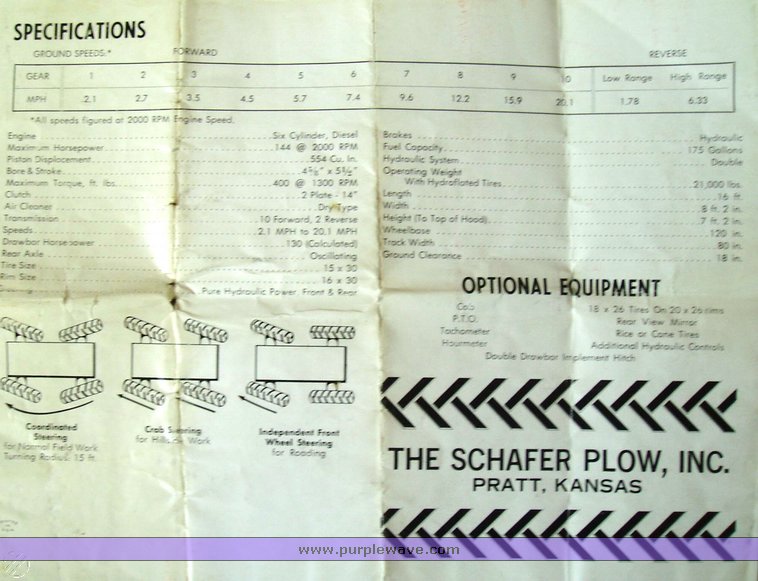 SPECIFICATIONS
GROUND SPEEDS:* FORWARD REVERSE
GEAR 1 2 3 4 5 6 7 8 9 10 Low Range High Range
MPH 2.1 2.7 3.5 4.5 5.7 7.4 9.6 12.2 15.9 20.1 1.78 6.33
*All speeds figured at 2000 RPM Engine Speed.
Engine Six Cylinder, Diesel
Maximum Horsepower 144 @ 2000 RPM
Piston Displacement 554 Cu. In.
Bore & Stroke x 5½"
Maximum Torque, ft. lbs. 400 @ 1300 RPM
Clutch 2 Plate - 14"
Air Cleaner Dry Type
Transmission 10 Forward, 2 Reverse
Speeds 2.1 MPH to 20.1 MPH
Drawbar Horsepower 130 (Calculated)
Rear Axle Oscillating
Tire Size 15 x 30
Rim Size 16 x 30
Pure Hydraulic Power, Front & Rear
Brakes Hydraulic
Fuel Capacity 175 Gallons
Hydraulic System Double
Operating Weight
With Hydroflated Tires 21,000 lbs.
Length 16 ft.
Width 8 ft. 2 in.
Height (To Top of Hood) 7 ft. 2 in.
Wheelbase 120 in.
Track Width 80 in.
Ground Clearance 18 in.
OPTIONAL EQUIPMENT
Cab 18 x 26 Tires On 20 x 26 rims
P.T.O. Rear View Mirror
Tachometer Rice or Cane Tires
Hourmeter Additional Hydraulic Controls
Double Drawbar Implement Hitch
Coordinated
Steering
for Normal Field Work
Turning Radius, 15 ft.
Crab Steering
for Hillside Work
Independent Front
Wheel Steering
for Roading
THE SCHAFER PLOW, INC.
PRATT, KANSAS
www.purplewave.com